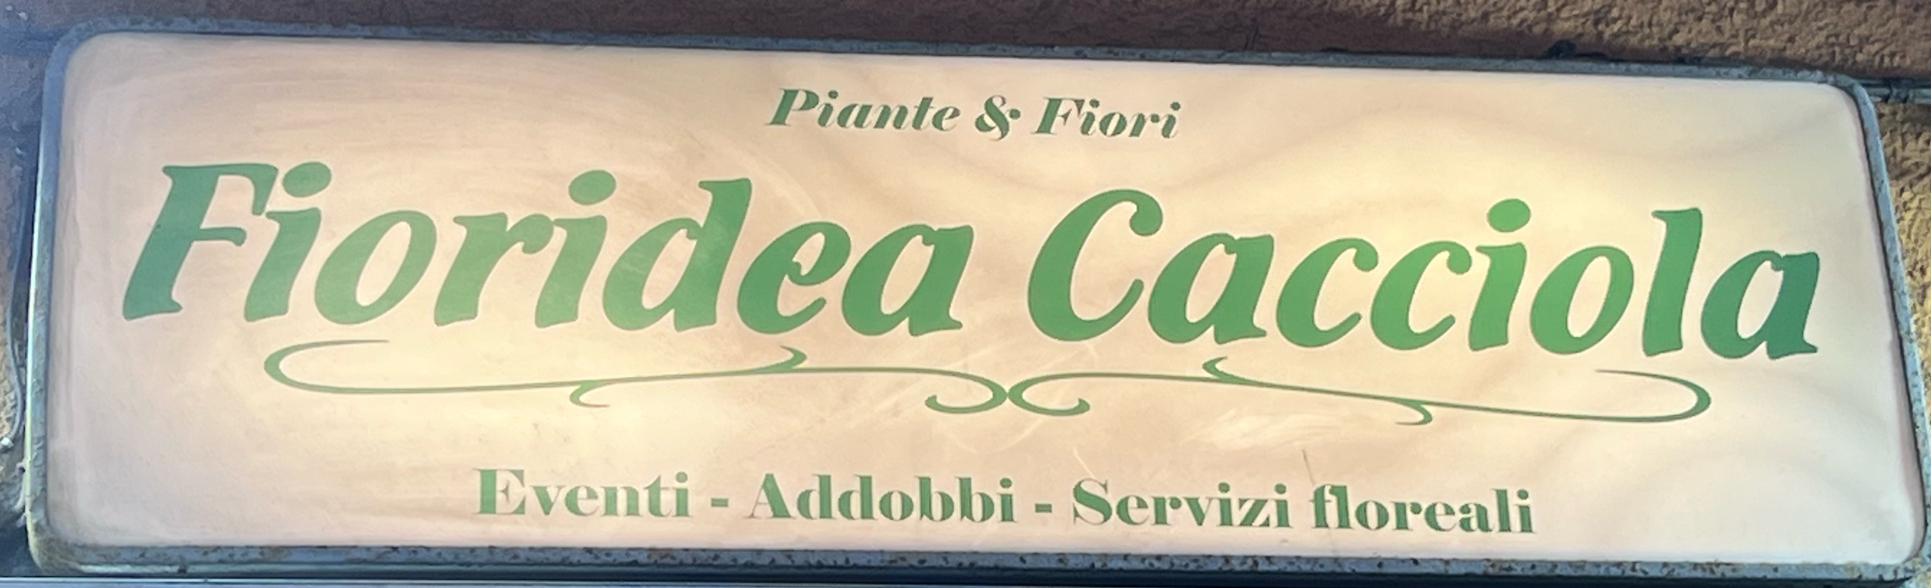 Piante & Fiori
Fioridea Cacciola
Eventi - Addobbi - Servizi floreali